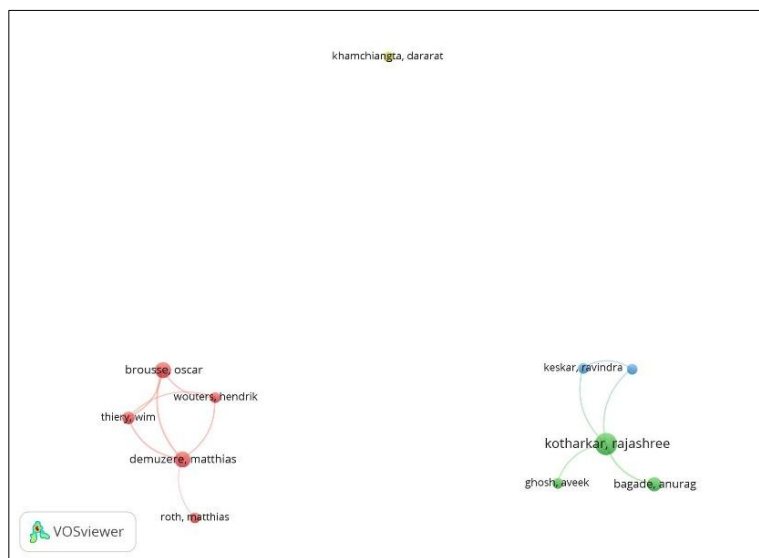 khamchiangta, dararat
brousse, oscar
keskar, ravindra
wouters, hendrik
thiery, wim
kotharkar, rajashree
demuzere, matthias
ghosh, aveek
bagade, anurag
roth, matthias
VOSviewer